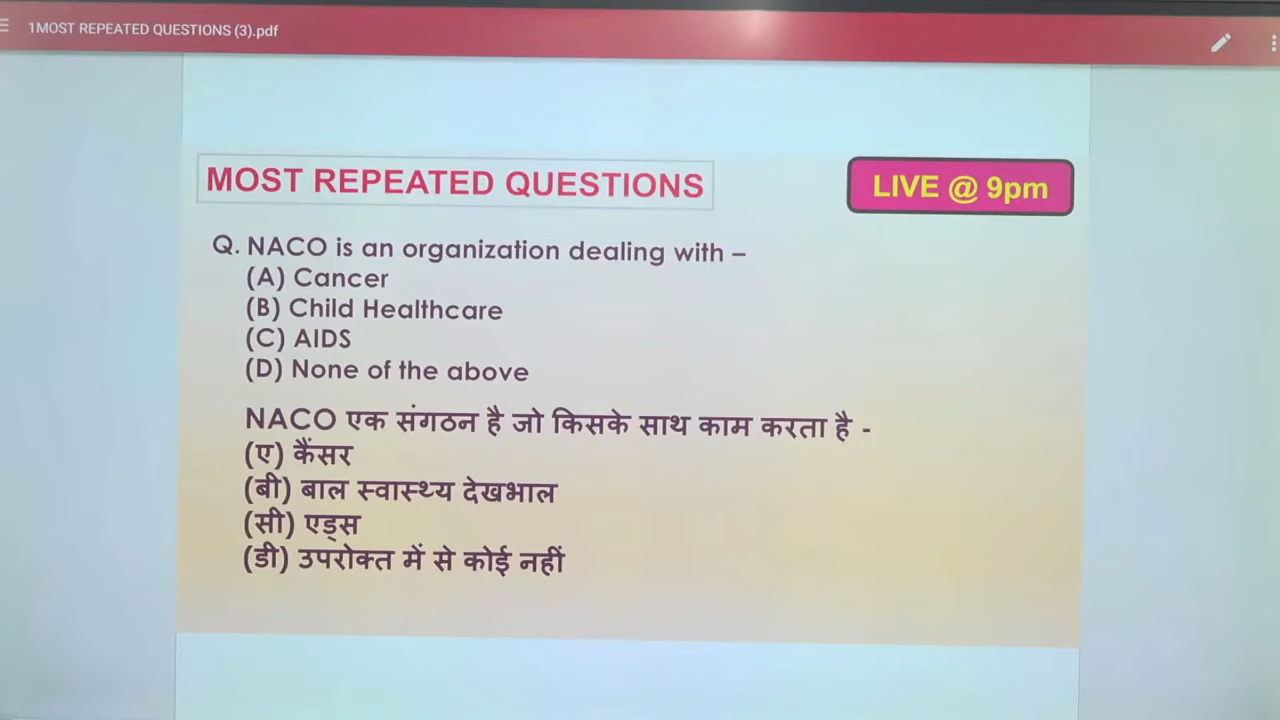 1MOST REPEATED QUESTIONS (3).pdf
MOST REPEATED QUESTIONS
LIVE @ 9pm
Q. NACO is an organization dealing with –
(A) Cancer
(B) Child Healthcare
(C) AIDS
(D) None of the above
NACO एक संगठन है जो किसके साथ काम करता है -
(ए) कैंसर
(बी) बाल स्वास्थ्य देखभाल
(सी) एड्स
(डी) उपरोक्त में से कोई नहीं